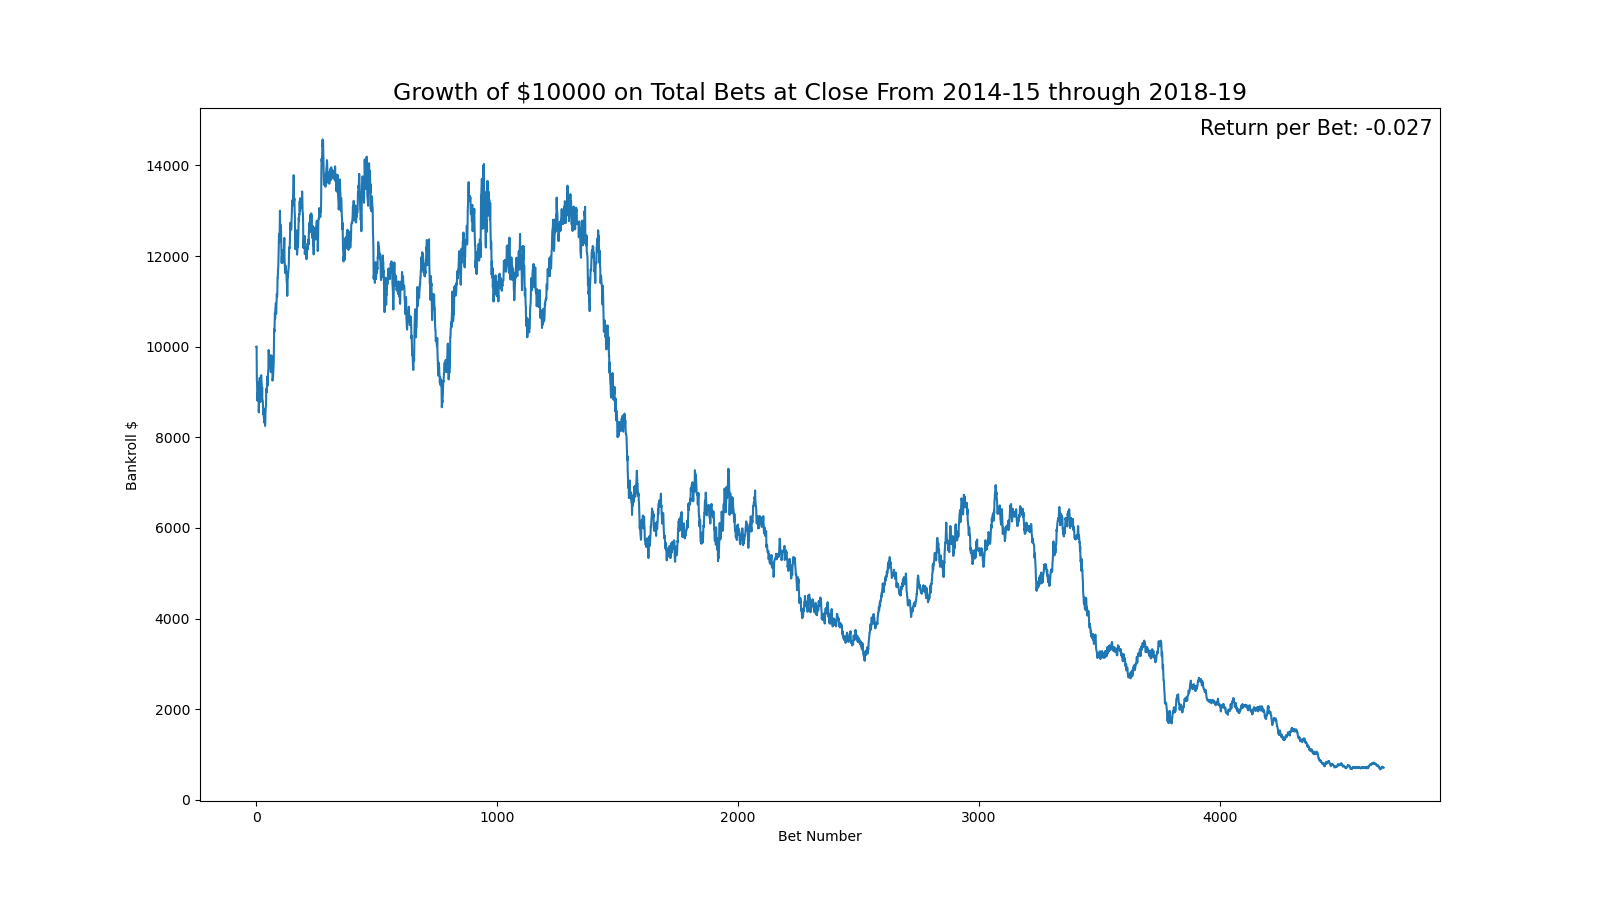 Growth of $10000 on Total Bets at Close From 2014-15 through 2018-19
Return per Bet: -0.027
14000
12000
10000
8000
6000
4000
2000
0
Bankroll $
0 1000 2000 3000 4000
Bet Number